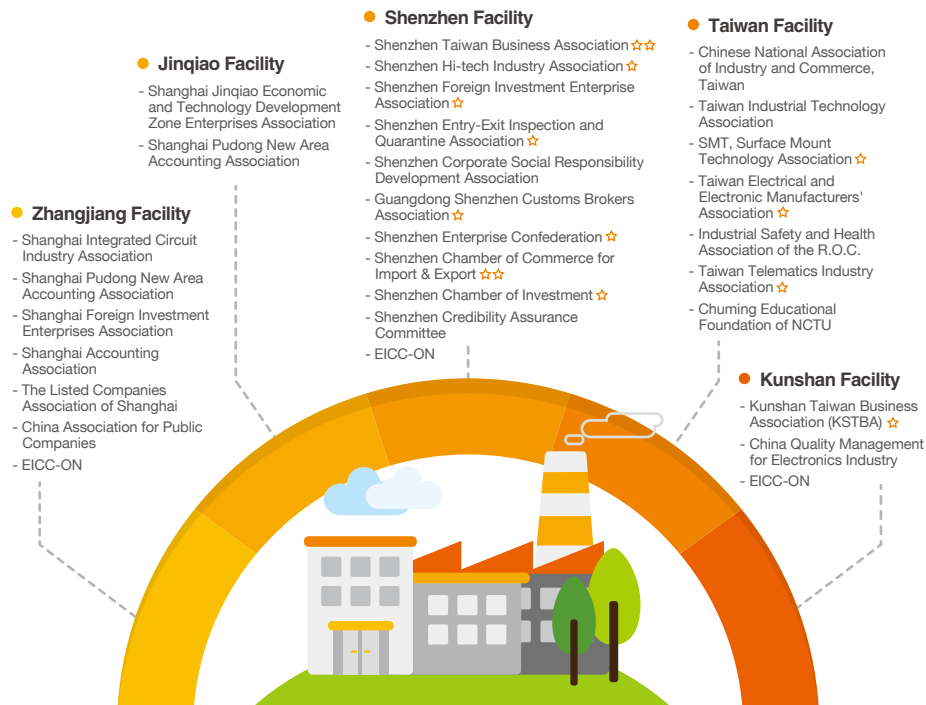 Zhangjiang Facility
- Shanghai Integrated Circuit
Industry Association
- Shanghai Pudong New Area
Accounting Association
- Shanghai Foreign Investment
Enterprises Association
- Shanghai Accounting
Association
- The Listed Companies
Association of Shanghai
- China Association for Public
Companies
- EICC-ON
Jinqiao Facility
- Shanghai Jinqiao Economic
and Technology Development
Zone Enterprises Association
- Shanghai Pudong New Area
Accounting Association
Shenzhen Facility
- Shenzhen Taiwan Business Association ☆☆
- Shenzhen Hi-tech Industry Association ☆
- Shenzhen Foreign Investment Enterprise
Association ☆
- Shenzhen Entry-Exit Inspection and
Quarantine Association ☆
- Shenzhen Corporate Social Responsibility
Development Association
- Guangdong Shenzhen Customs Brokers
Association ☆
- Shenzhen Enterprise Confederation ☆
- Shenzhen Chamber of Commerce for
Import & Export ☆☆
- Shenzhen Chamber of Investment ☆
- Shenzhen Credibility Assurance
Committee
- EICC-ON
Taiwan Facility
- Chinese National Association
of Industry and Commerce,
Taiwan
- Taiwan Industrial Technology
Association
- SMT, Surface Mount
Technology Association ☆
- Taiwan Electrical and
Electronic Manufacturers'
Association ☆
- Industrial Safety and Health
Association of the R.O.C.
- Taiwan Telematics Industry
Association ☆
- Chuming Educational
Foundation of NCTU
Kunshan Facility
- Kunshan Taiwan Business
Association (KSTBA) ☆
- China Quality Management
for Electronics Industry
- EICC-ON